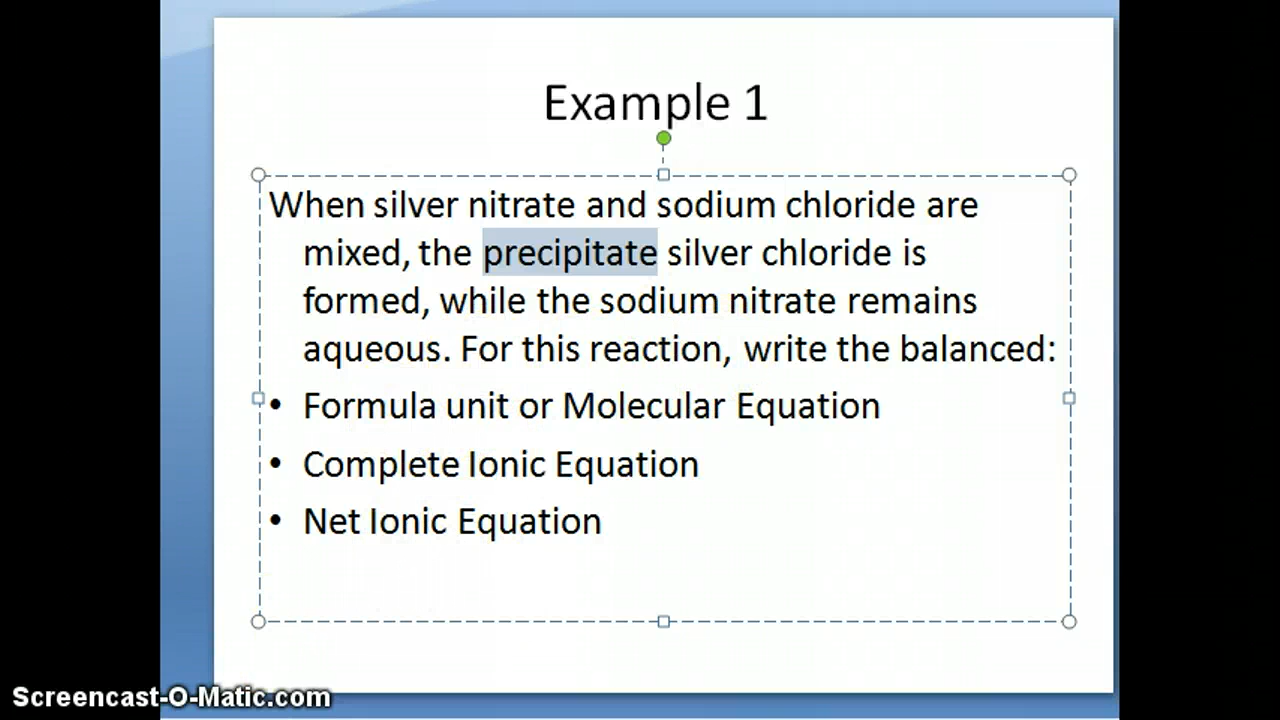 Example 1
When silver nitrate and sodium chloride are
mixed, the precipitate silver chloride is
formed, while the sodium nitrate remains
aqueous. For this reaction, write the balanced:
• Formula unit or Molecular Equation
• Complete Ionic Equation
• Net Ionic Equation
Screencast-O-Matic.com